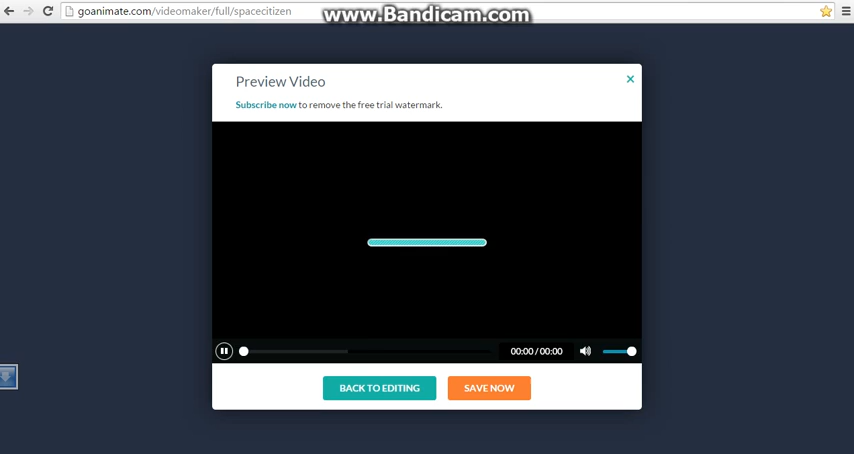 goanimate.com/videomaker/full/spacecitizen
www.Bandicam.com
Preview Video
Subscribe now to remove the free trial watermark.
00:00 / 00:00
BACK TO EDITING
SAVE NOW